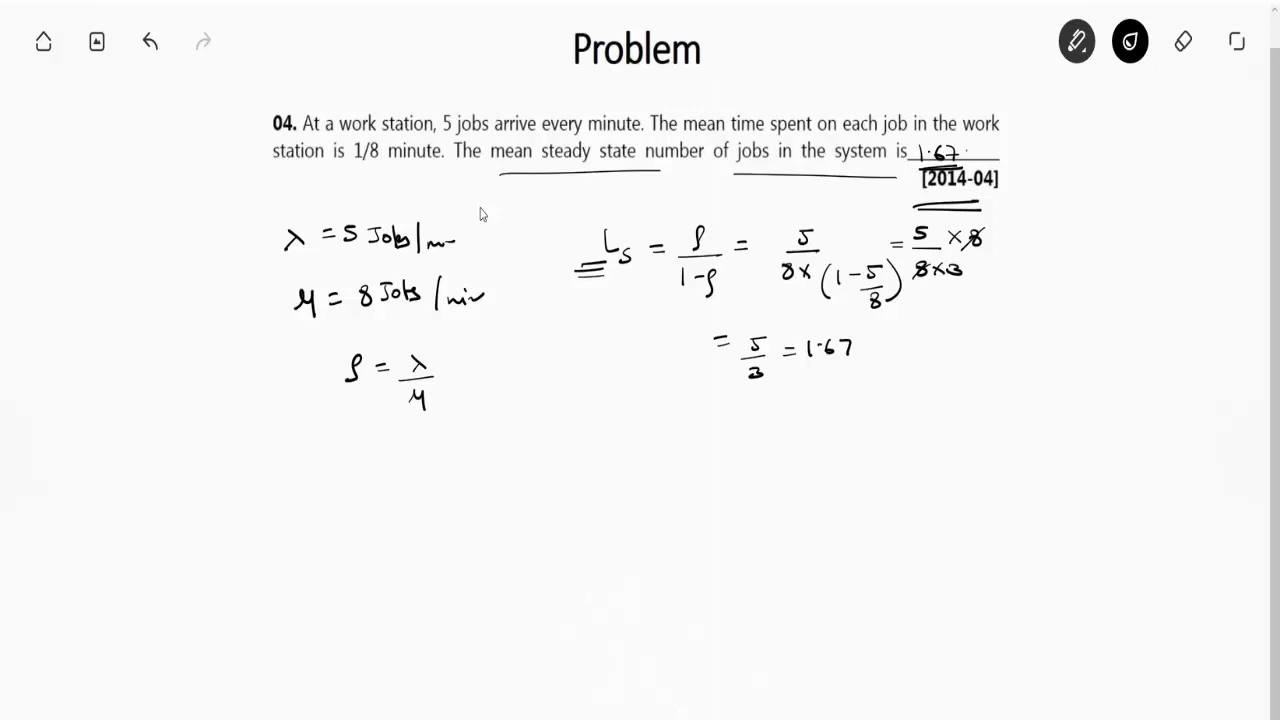 Problem
04. At a work station, 5 jobs arrive every minute. The mean time spent on each job in the work
station is 1/8 minute. The mean steady state number of jobs in the system is 1.67
[2014-04]
λ = 5 Jobs/min
μ = 8 Jobs/min
ρ = λ/μ
Ls = ρ/(1-ρ) = 5/(8×(1-5/8)) = (5×8)/(8×3)
= 5/3 = 1.67